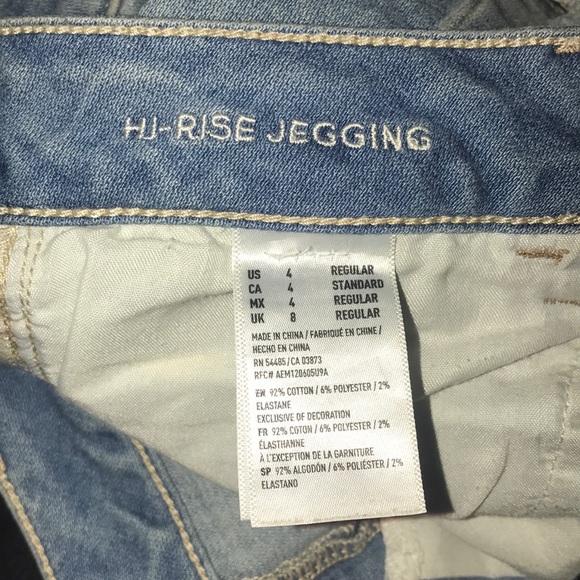 HI-RISE JEGGING
US 4 REGULAR
CA 4 STANDARD
MX 4 REGULAR
UK 8 REGULAR
MADE IN CHINA / FABRIQUÉ EN CHINE /
HECHO EN CHINA
RN 54485/CA 03873
RFC# AEM120605U9A
EN 92% COTTON / 6% POLYESTER / 2%
ELASTANE
EXCLUSIVE OF DECORATION
FR 92% COTON / 6% POLYESTER / 2%
ÉLASTHANNE
À L'EXCEPTION DE LA GARNITURE
SP 92% ALGODÓN / 6% POLIÉSTER / 2%
ELASTANO